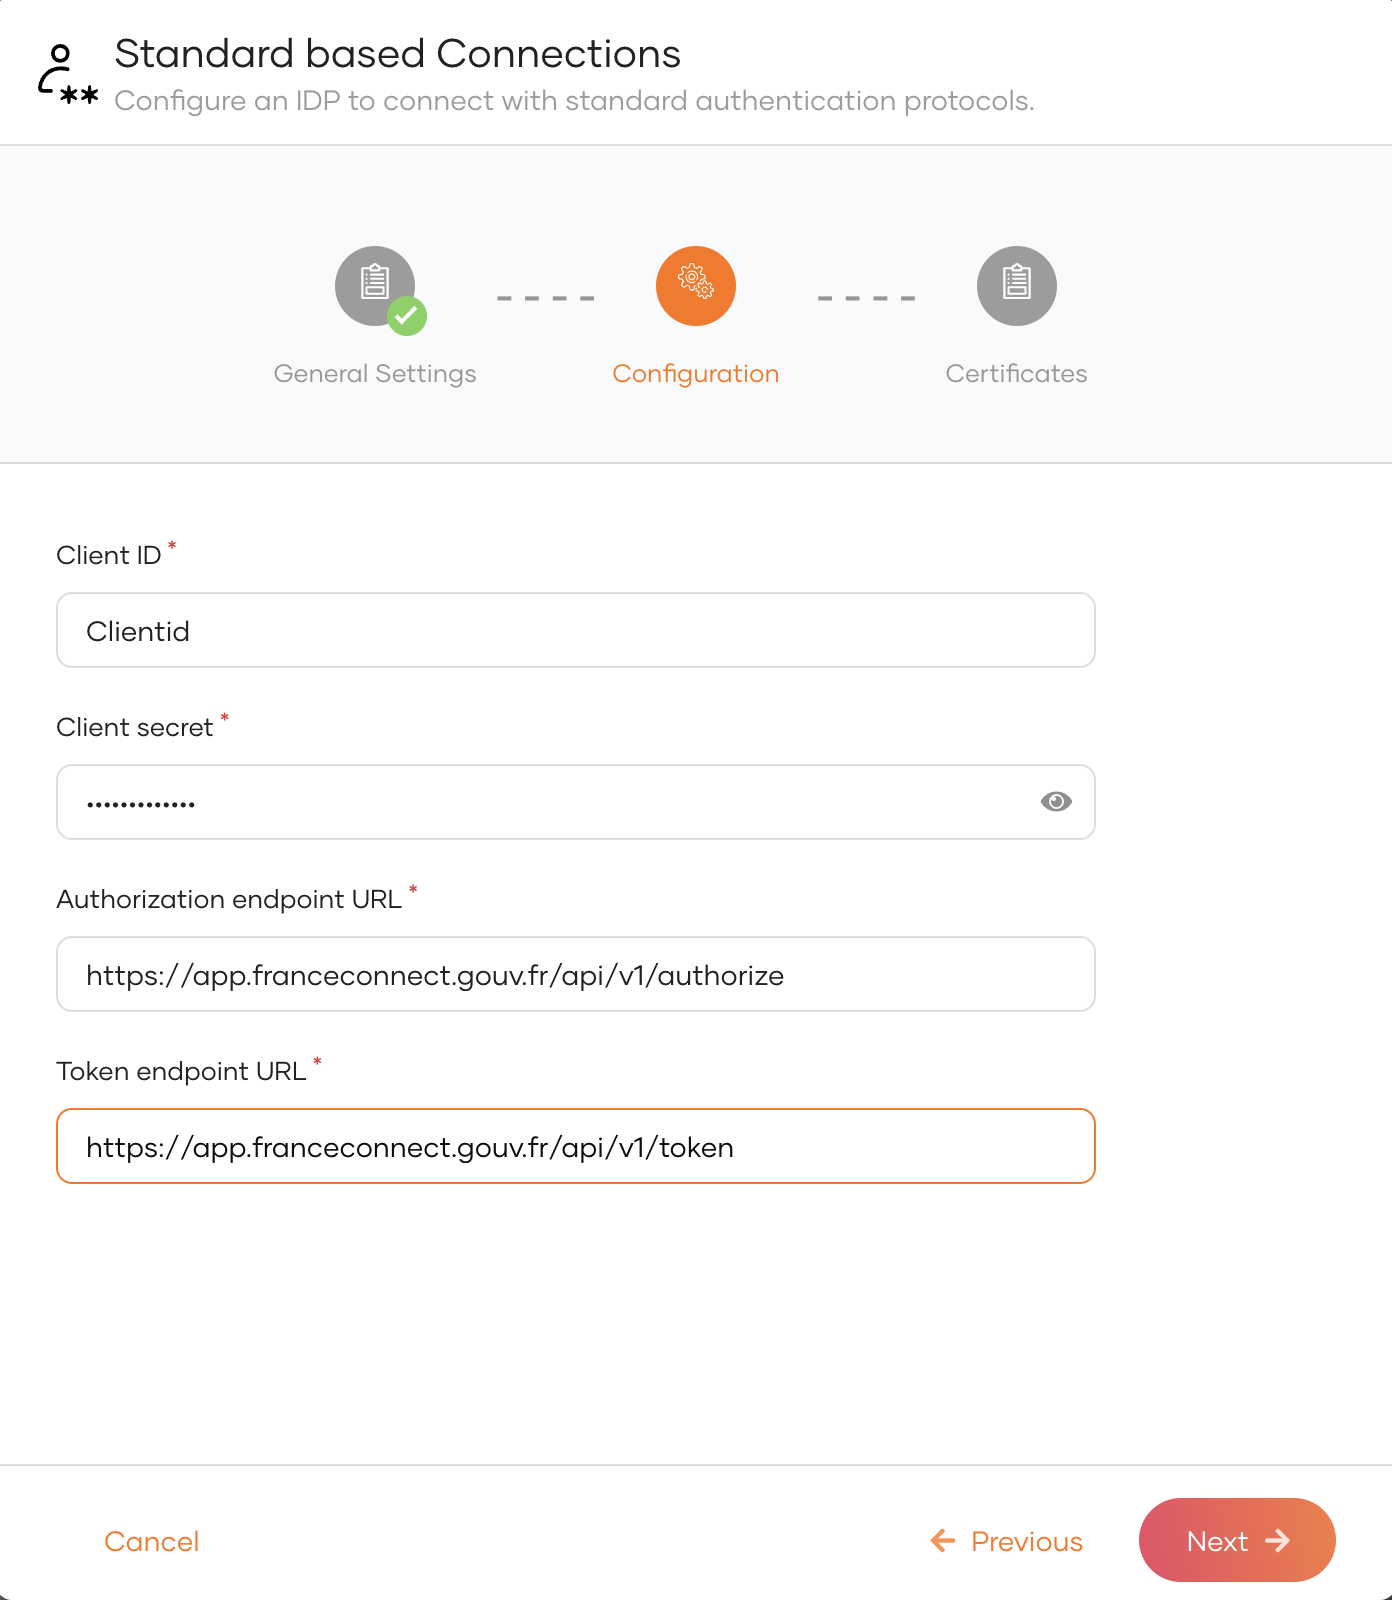 Standard based Connections
Configure an IDP to connect with standard authentication protocols.
General Settings
Configuration
Certificates
Client ID *
Clientid
Client secret *
•••••••••••••
Authorization endpoint URL *
https://app.franceconnect.gouv.fr/api/v1/authorize
Token endpoint URL *
https://app.franceconnect.gouv.fr/api/v1/token
Cancel
Previous
Next